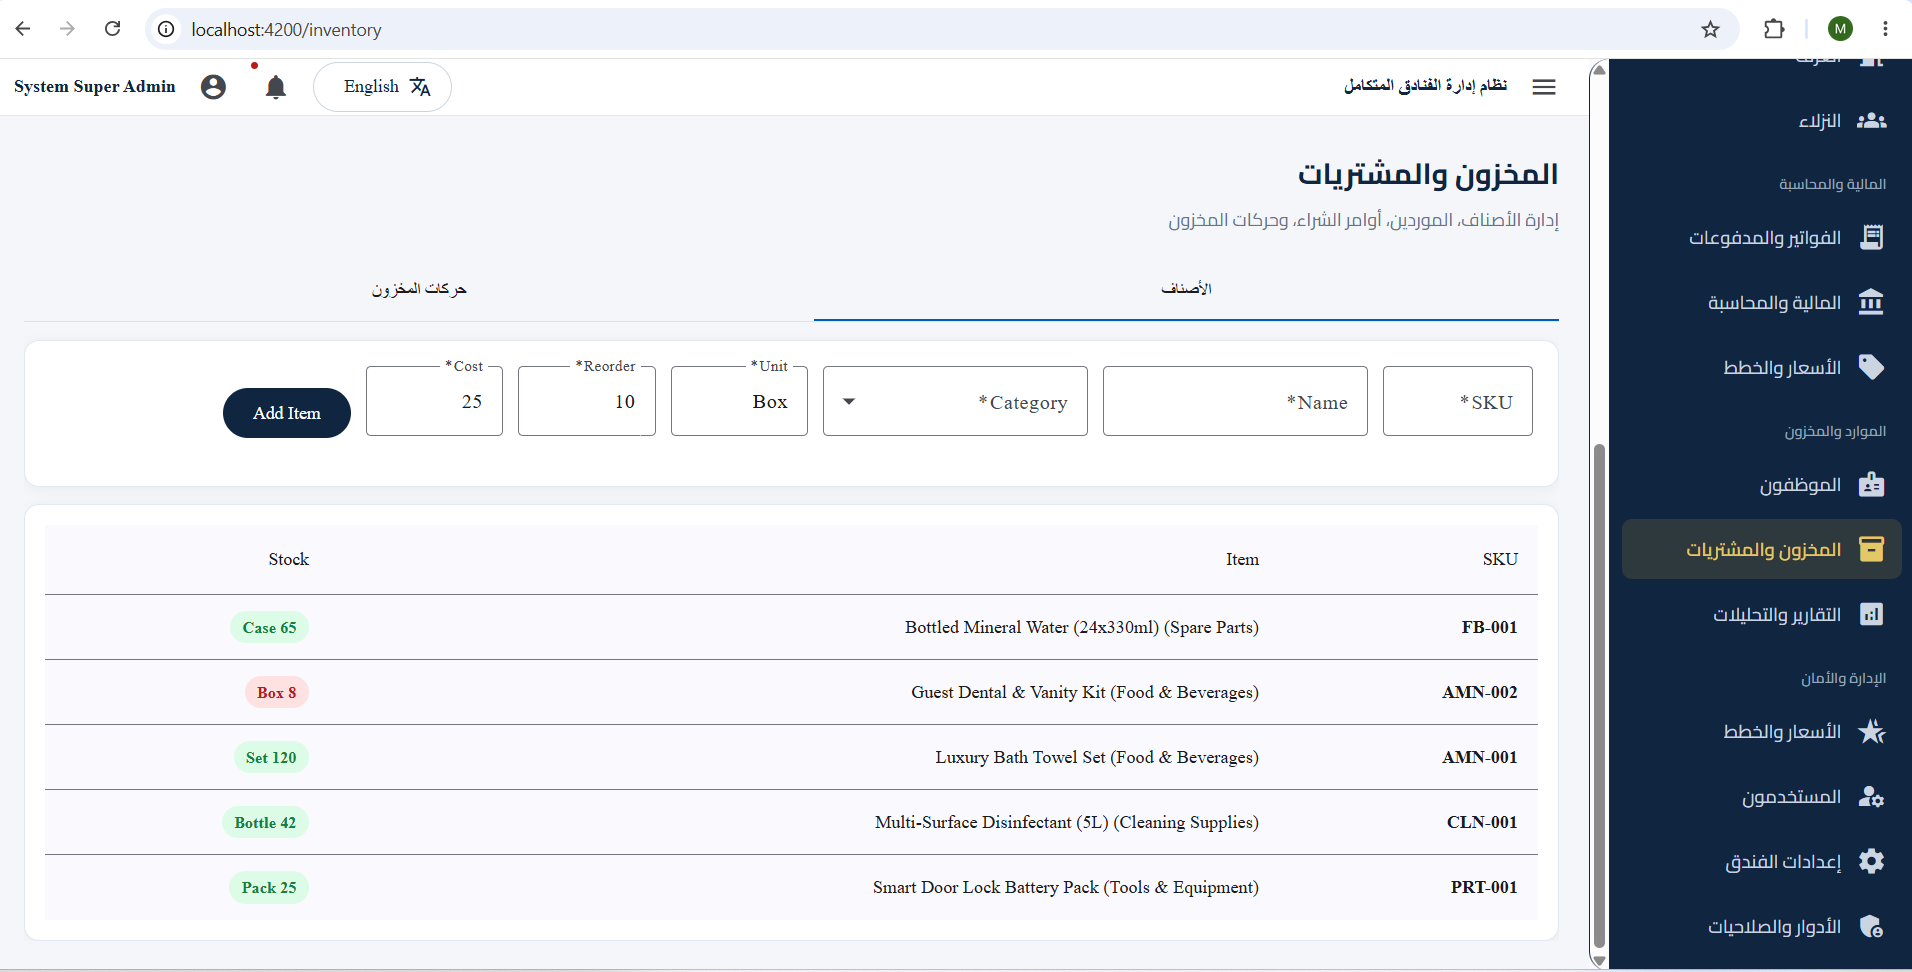 localhost:4200/inventory
M
نظام إدارة الفنادق المتكامل
English
System Super Admin
النزلاء
المالية والمحاسبة
الفواتير والمدفوعات
المالية والمحاسبة
الأسعار والخطط
الموارد والمخزون
الموظفون
المخزون والمشتريات
التقارير والتحليلات
الإدارة والأمان
الأسعار والخطط
المستخدمون
إعدادات الفندق
الأدوار والصلاحيات
المخزون والمشتريات
إدارة الأصناف، الموردين، أوامر الشراء، وحركات المخزون
الأصناف
حركات المخزون
*SKU
*Name
*Category
*Unit
Box
*Reorder
10
*Cost
25
Add Item
SKU Item Stock
FB-001 Bottled Mineral Water (24x330ml) (Spare Parts) Case 65
AMN-002 Guest Dental & Vanity Kit (Food & Beverages) Box 8
AMN-001 Luxury Bath Towel Set (Food & Beverages) Set 120
CLN-001 Multi-Surface Disinfectant (5L) (Cleaning Supplies) Bottle 42
PRT-001 Smart Door Lock Battery Pack (Tools & Equipment) Pack 25